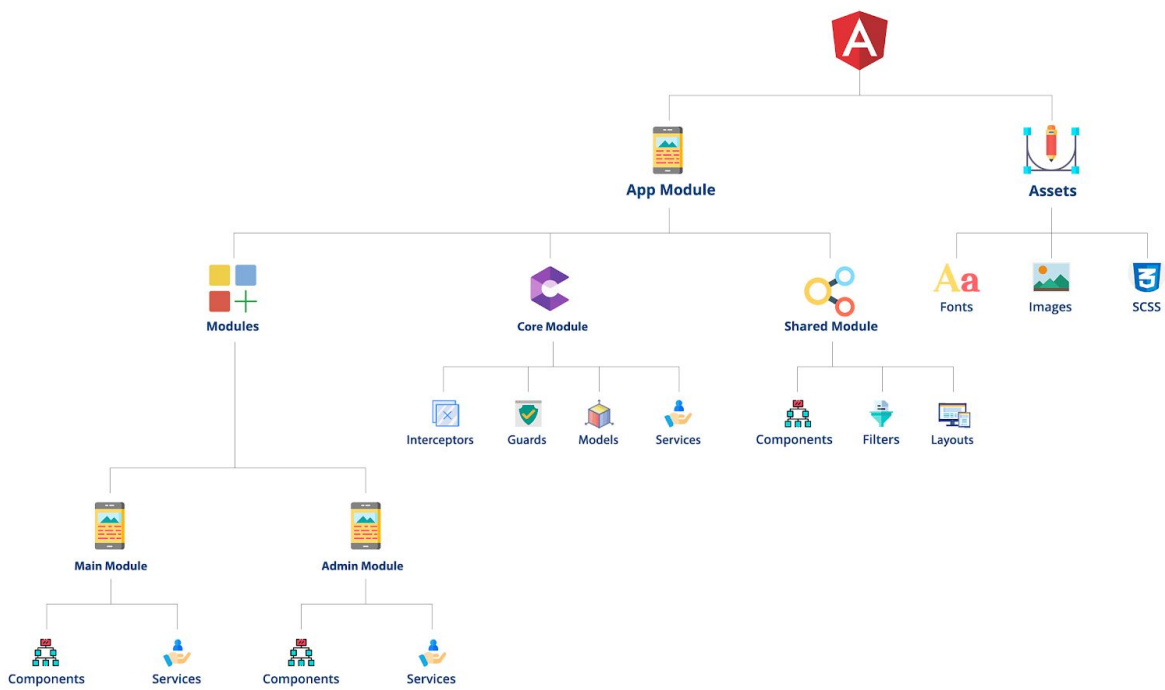 App Module
Assets
Modules
Core Module
Shared Module
Fonts
Images
SCSS
Interceptors
Guards
Models
Services
Components
Filters
Layouts
Main Module
Admin Module
Components
Services
Components
Services